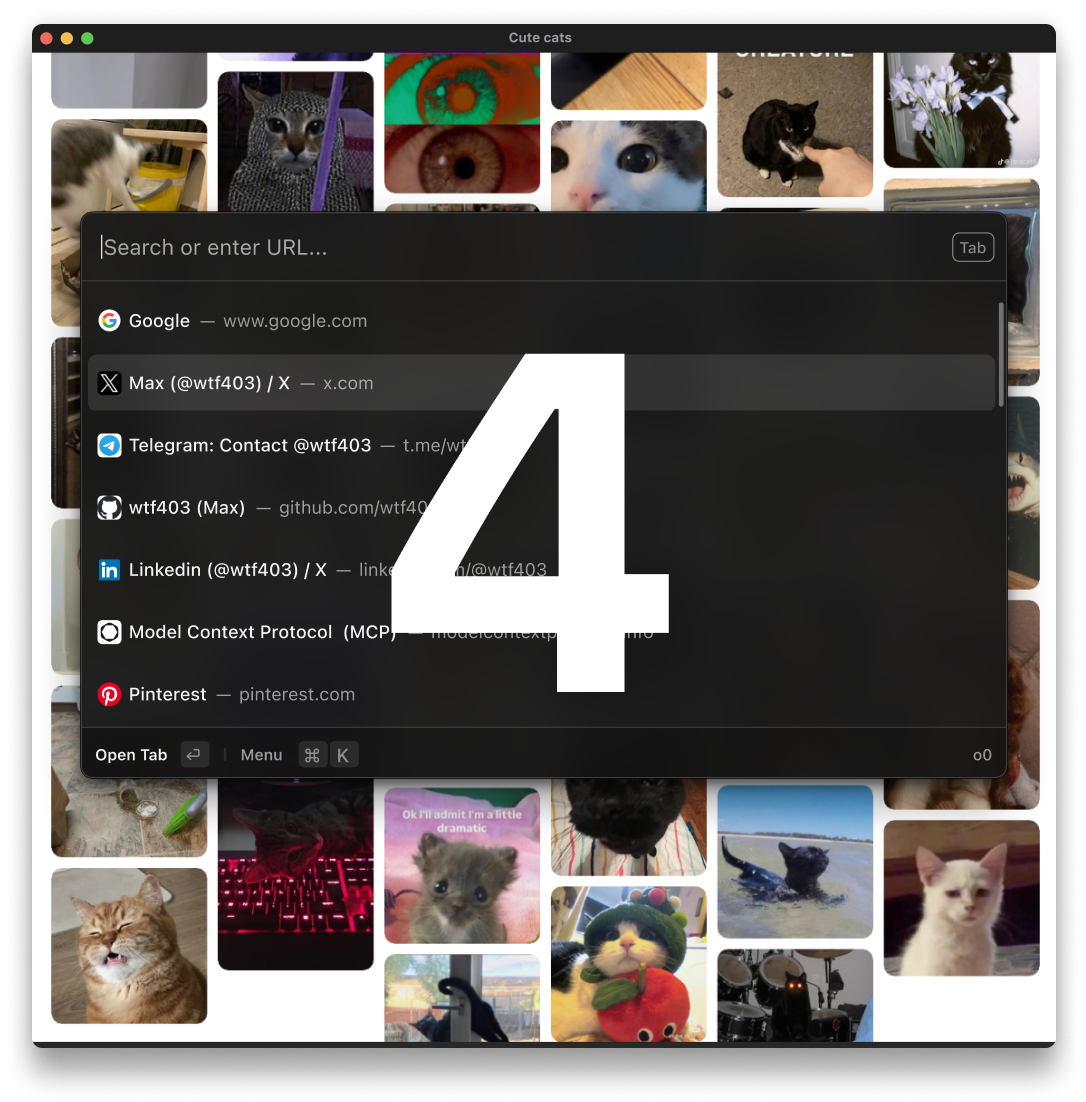 Cute cats
CREATURE
Search or enter URL...
Tab
Google — www.google.com
Max (@wtf403) / X — x.com
Telegram: Contact @wtf403 — t.me/
wtf403 (Max) — github.com/wtf40
Linkedin (@wtf403) / X — /@wtf403
Model Context Protocol (MCP) —
Pinterest — pinterest.com
4
Open Tab
Menu ⌘ K
o0
Ok I'll admit I'm a little
dramatic